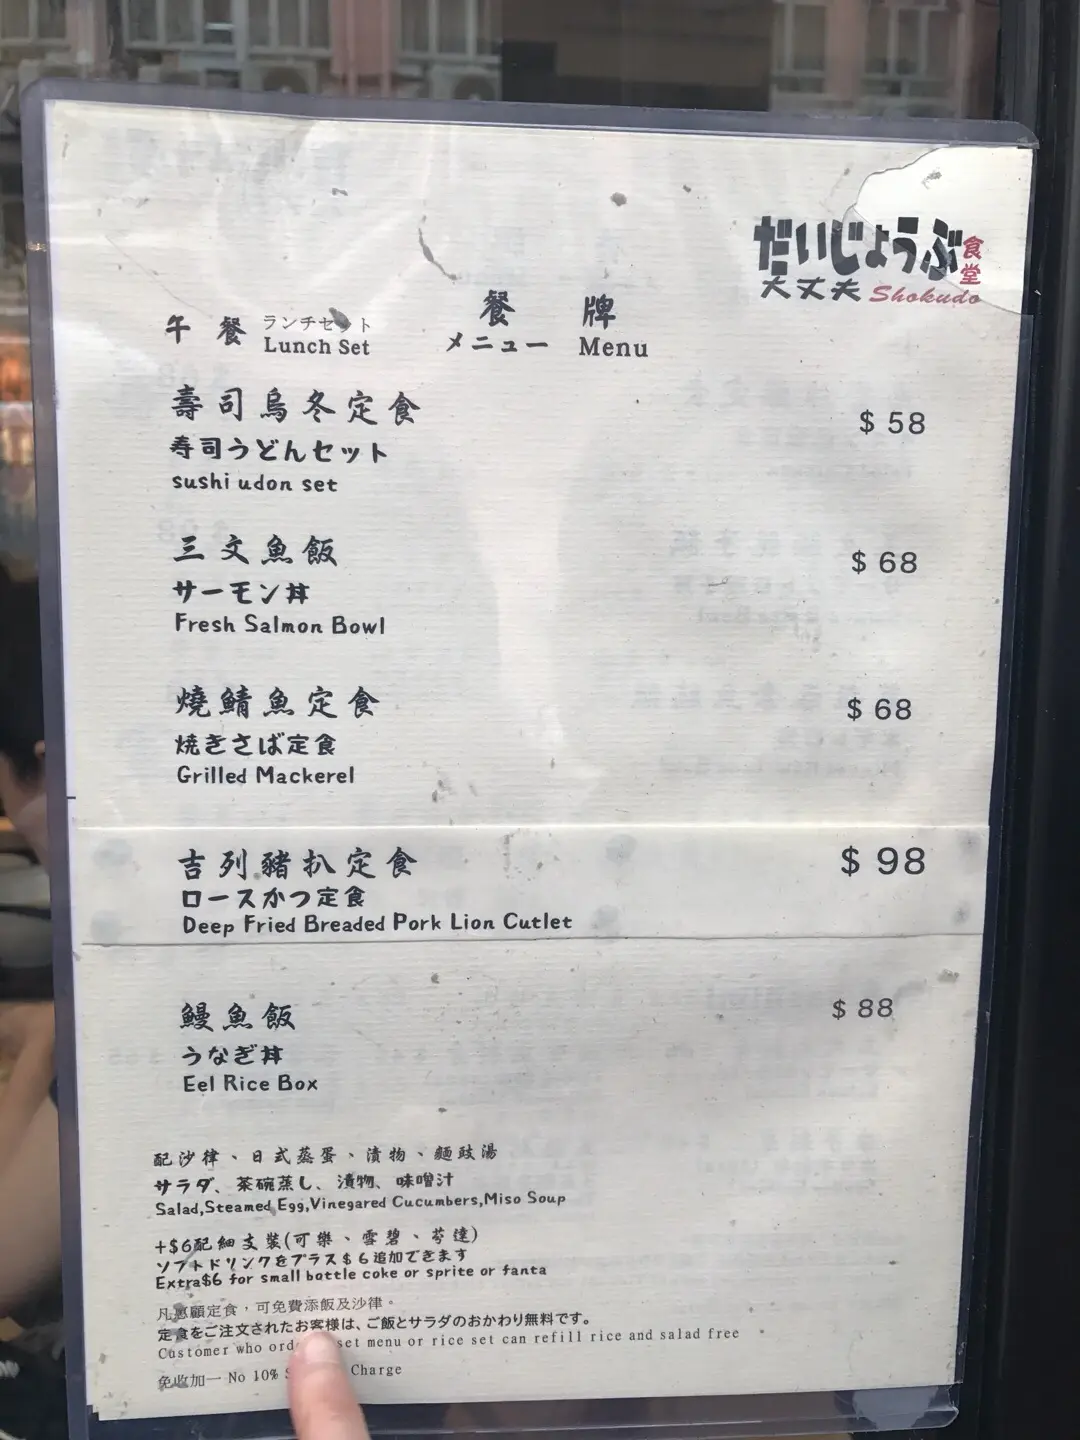 だいじょうぶ 食堂
大丈夫 Shokudo
餐 牌
メニュー Menu
午 餐 ランチセット
Lunch Set
壽司烏冬定食 $ 58
寿司うどんセット
sushi udon set
三文魚飯 $ 68
サーモン丼
Fresh Salmon Bowl
燒鯖魚定食 $ 68
焼きさば定食
Grilled Mackerel
吉列豬扒定食 $ 98
ロースかつ定食
Deep Fried Breaded Pork Lion Cutlet
鰻魚飯 $ 88
うなぎ丼
Eel Rice Box
配沙律、日式蒸蛋、漬物、麵豉湯
サラダ、茶碗蒸し、漬物、味噌汁
Salad,Steamed Egg,Vinegared Cucumbers,Miso Soup
+$6配細支裝(可樂、雪碧、芬達)
ソフトドリンクをプラス$6追加できます
Extra$6 for small bottle coke or sprite or fanta
凡惠顧定食，可免費添飯及沙律。
定食をご注文されたお客様は、ご飯とサラダのおかわり無料です。
Customer who set menu or rice set can refill rice and salad free
免收加一 No 10% Charge